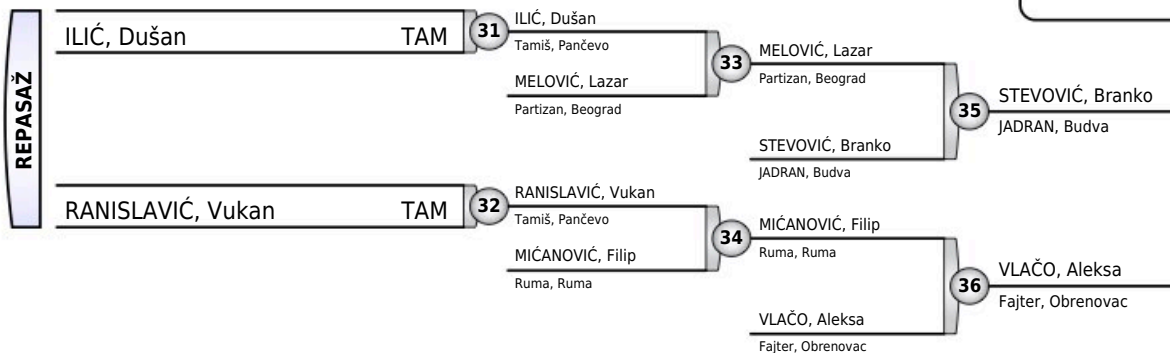 REPASAŽ
ILIĆ, Dušan TAM
31
ILIĆ, Dušan
Tamiš, Pančevo
MELOVIĆ, Lazar
Partizan, Beograd
33
MELOVIĆ, Lazar
Partizan, Beograd
STEVOVIĆ, Branko
JADRAN, Budva
35
STEVOVIĆ, Branko
JADRAN, Budva
RANISLAVIĆ, Vukan TAM
32
RANISLAVIĆ, Vukan
Tamiš, Pančevo
MIĆANOVIĆ, Filip
Ruma, Ruma
34
MIĆANOVIĆ, Filip
Ruma, Ruma
VLAČO, Aleksa
Fajter, Obrenovac
36
VLAČO, Aleksa
Fajter, Obrenovac